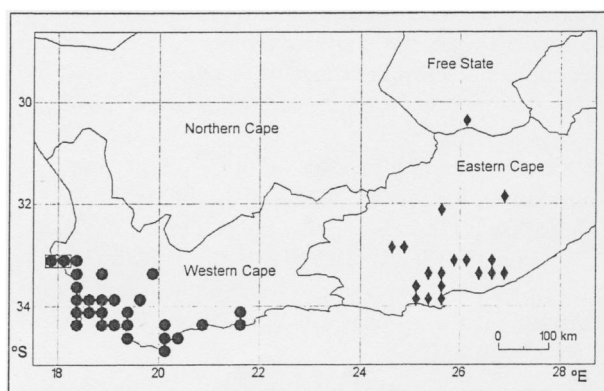 Free State
30
Northern Cape
Eastern Cape
32
Western Cape
34
0 100 km
°S
18 20 22 24 26 28 °E